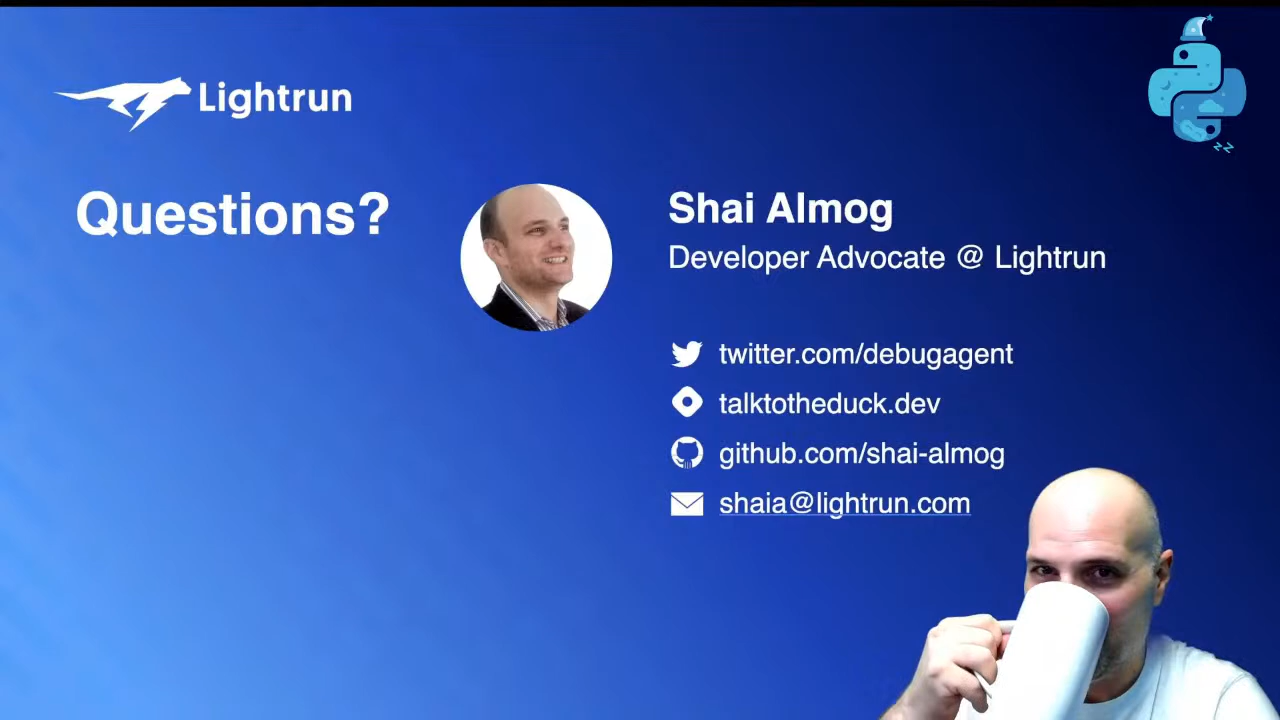 Lightrun
Questions?
Shai Almog
Developer Advocate @ Lightrun
twitter.com/debugagent
talktotheduck.dev
github.com/shai-almog
shaia@lightrun.com
zz